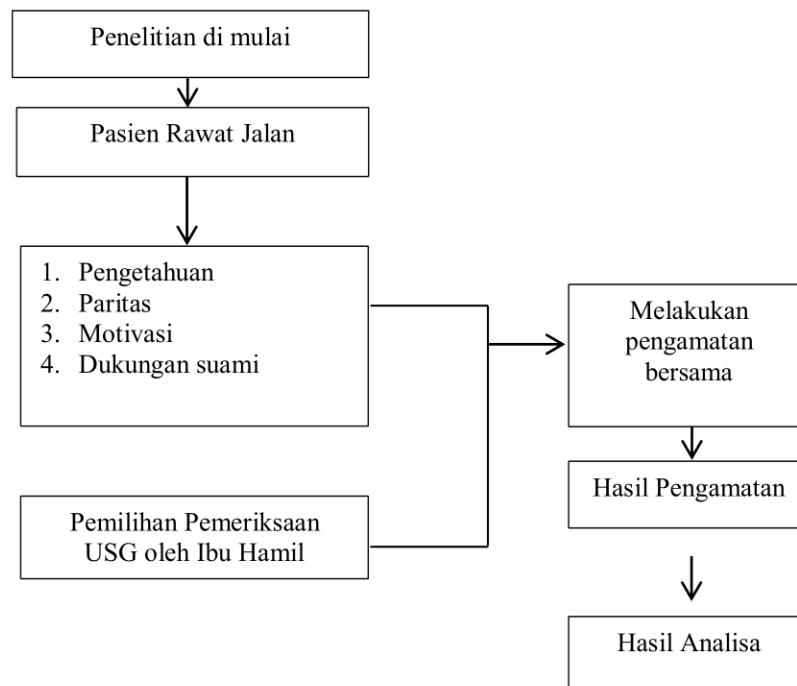 Penelitian di mulai
Pasien Rawat Jalan
1. Pengetahuan
2. Paritas
3. Motivasi
4. Dukungan suami
Pemilihan Pemeriksaan
USG oleh Ibu Hamil
Melakukan
pengamatan
bersama
Hasil Pengamatan
Hasil Analisa